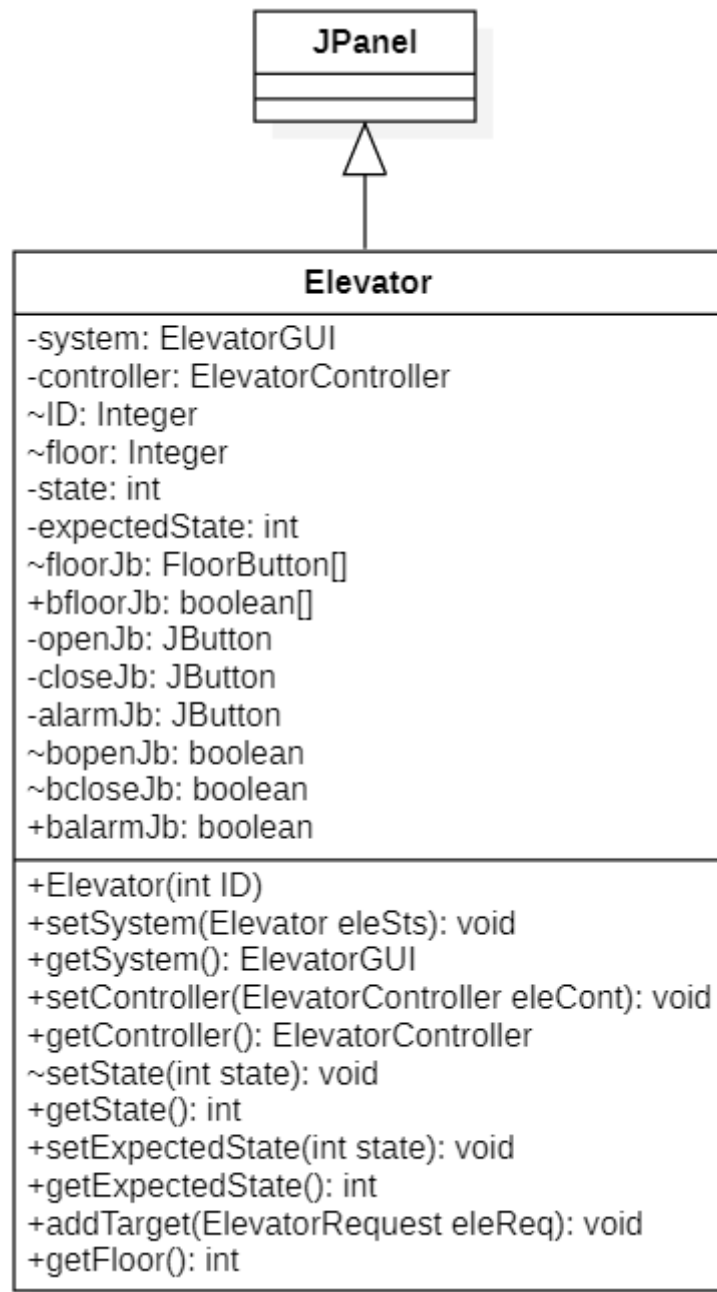 JPanel
Elevator
-system: ElevatorGUI
-controller: ElevatorController
~ID: Integer
~floor: Integer
-state: int
-expectedState: int
~floorJb: FloorButton[]
+bfloorJb: boolean[]
-openJb: JButton
-closeJb: JButton
-alarmJb: JButton
~bopenJb: boolean
~bcloseJb: boolean
+balarmJb: boolean
+Elevator(int ID)
+setSystem(Elevator eleSts): void
+getSystem(): ElevatorGUI
+setController(ElevatorController eleCont): void
+getController(): ElevatorController
~setState(int state): void
+getState(): int
+setExpectedState(int state): void
+getExpectedState(): int
+addTarget(ElevatorRequest eleReq): void
+getFloor(): int